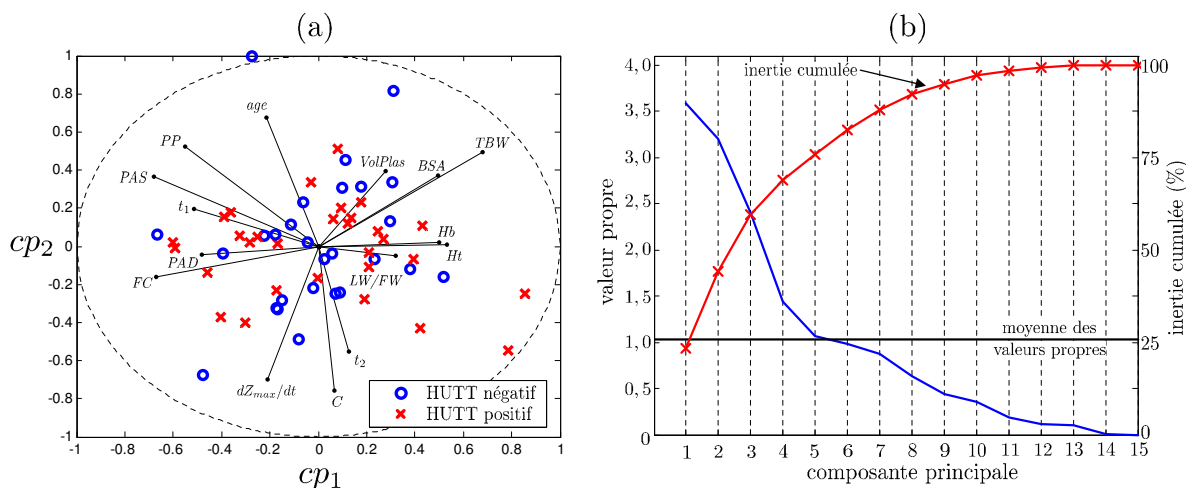 (a)
1
0.8
0.6
0.4
0.2
0
-0.2
-0.4
-0.6
-0.8
-1
cp2
age
PP
PAS
t1
PAD
FC
VolPlas
BSA
TBW
Hb
Ht
LW/FW
t2
dZmax/dt
C
HUTT négatif
HUTT positif
-1 -0.8 -0.6 -0.4 -0.2 0 0.2 0.4 0.6 0.8 1
cp1
(b)
4,0
3,5
3,0
2,5
2,0
1,5
1,0
0,5
0
valeur propre
inertie cumulée
moyenne des
valeurs propres
100
75
50
25
0
inertie cumulée (%)
1 2 3 4 5 6 7 8 9 10 11 12 13 14 15
composante principale